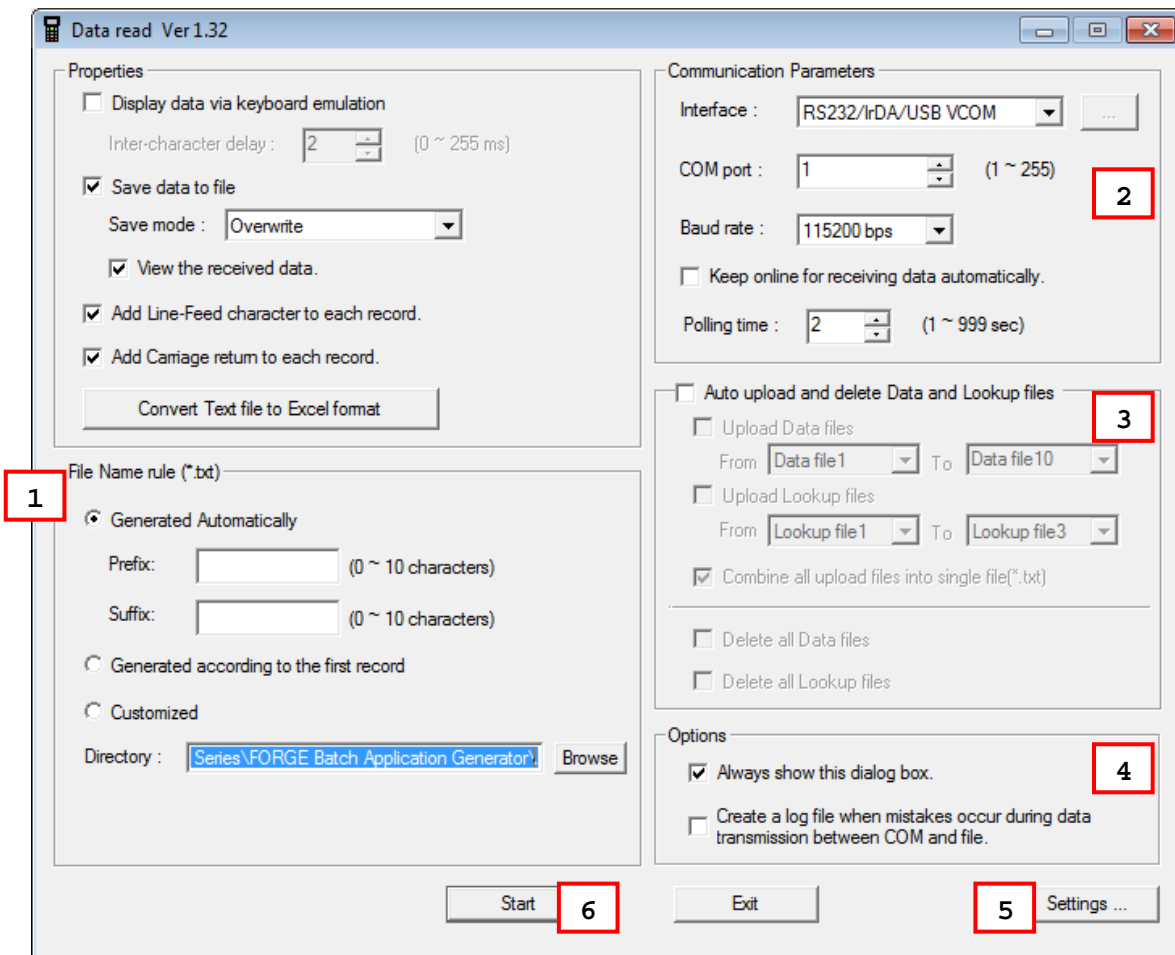 Data read Ver 1.32
Properties
Display data via keyboard emulation
Inter-character delay : 2 (0 ~ 255 ms)
Save data to file
Save mode : Overwrite
View the received data.
Add Line-Feed character to each record.
Add Carriage return to each record.
Convert Text file to Excel format
1
File Name rule (*.txt)
Generated Automatically
Prefix: (0 ~ 10 characters)
Suffix: (0 ~ 10 characters)
Generated according to the first record
Customized
Directory : Series\FORGE Batch Application Generator\ Browse
Communication Parameters
Interface : RS232/IrDA/USB VCOM ...
COM port : 1 (1 ~ 255)
2
Baud rate : 115200 bps
Keep online for receiving data automatically.
Polling time : 2 (1 ~ 999 sec)
Auto upload and delete Data and Lookup files
3
Upload Data files
From Data file1 To Data file10
Upload Lookup files
From Lookup file1 To Lookup file3
Combine all upload files into single file(*.txt)
Delete all Data files
Delete all Lookup files
Options
Always show this dialog box.
4
Create a log file when mistakes occur during data
transmission between COM and file.
Start 6 Exit 5 Settings ...